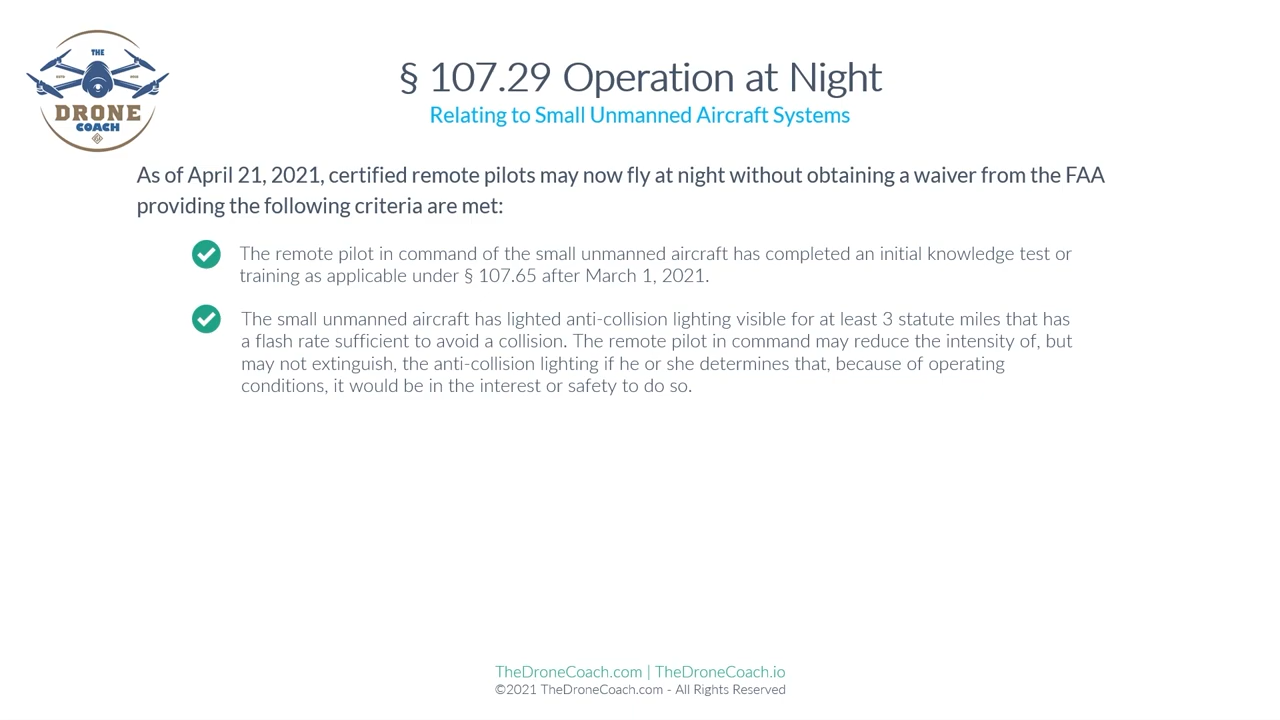 THE
ESTD
DRONE
COACH
§ 107.29 Operation at Night
Relating to Small Unmanned Aircraft Systems
As of April 21, 2021, certified remote pilots may now fly at night without obtaining a waiver from the FAA
providing the following criteria are met:
The remote pilot in command of the small unmanned aircraft has completed an initial knowledge test or
training as applicable under § 107.65 after March 1, 2021.
The small unmanned aircraft has lighted anti-collision lighting visible for at least 3 statute miles that has
a flash rate sufficient to avoid a collision. The remote pilot in command may reduce the intensity of, but
may not extinguish, the anti-collision lighting if he or she determines that, because of operating
conditions, it would be in the interest or safety to do so.
TheDroneCoach.com | TheDroneCoach.io
©2021 TheDroneCoach.com - All Rights Reserved